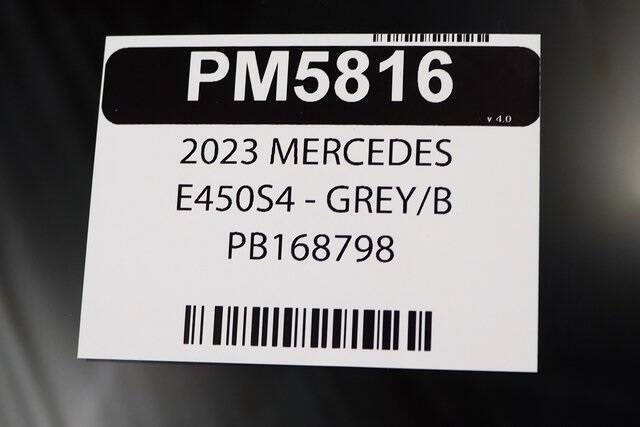 PM5816
v 4.0
2023 MERCEDES
E450S4 - GREY/B
PB168798